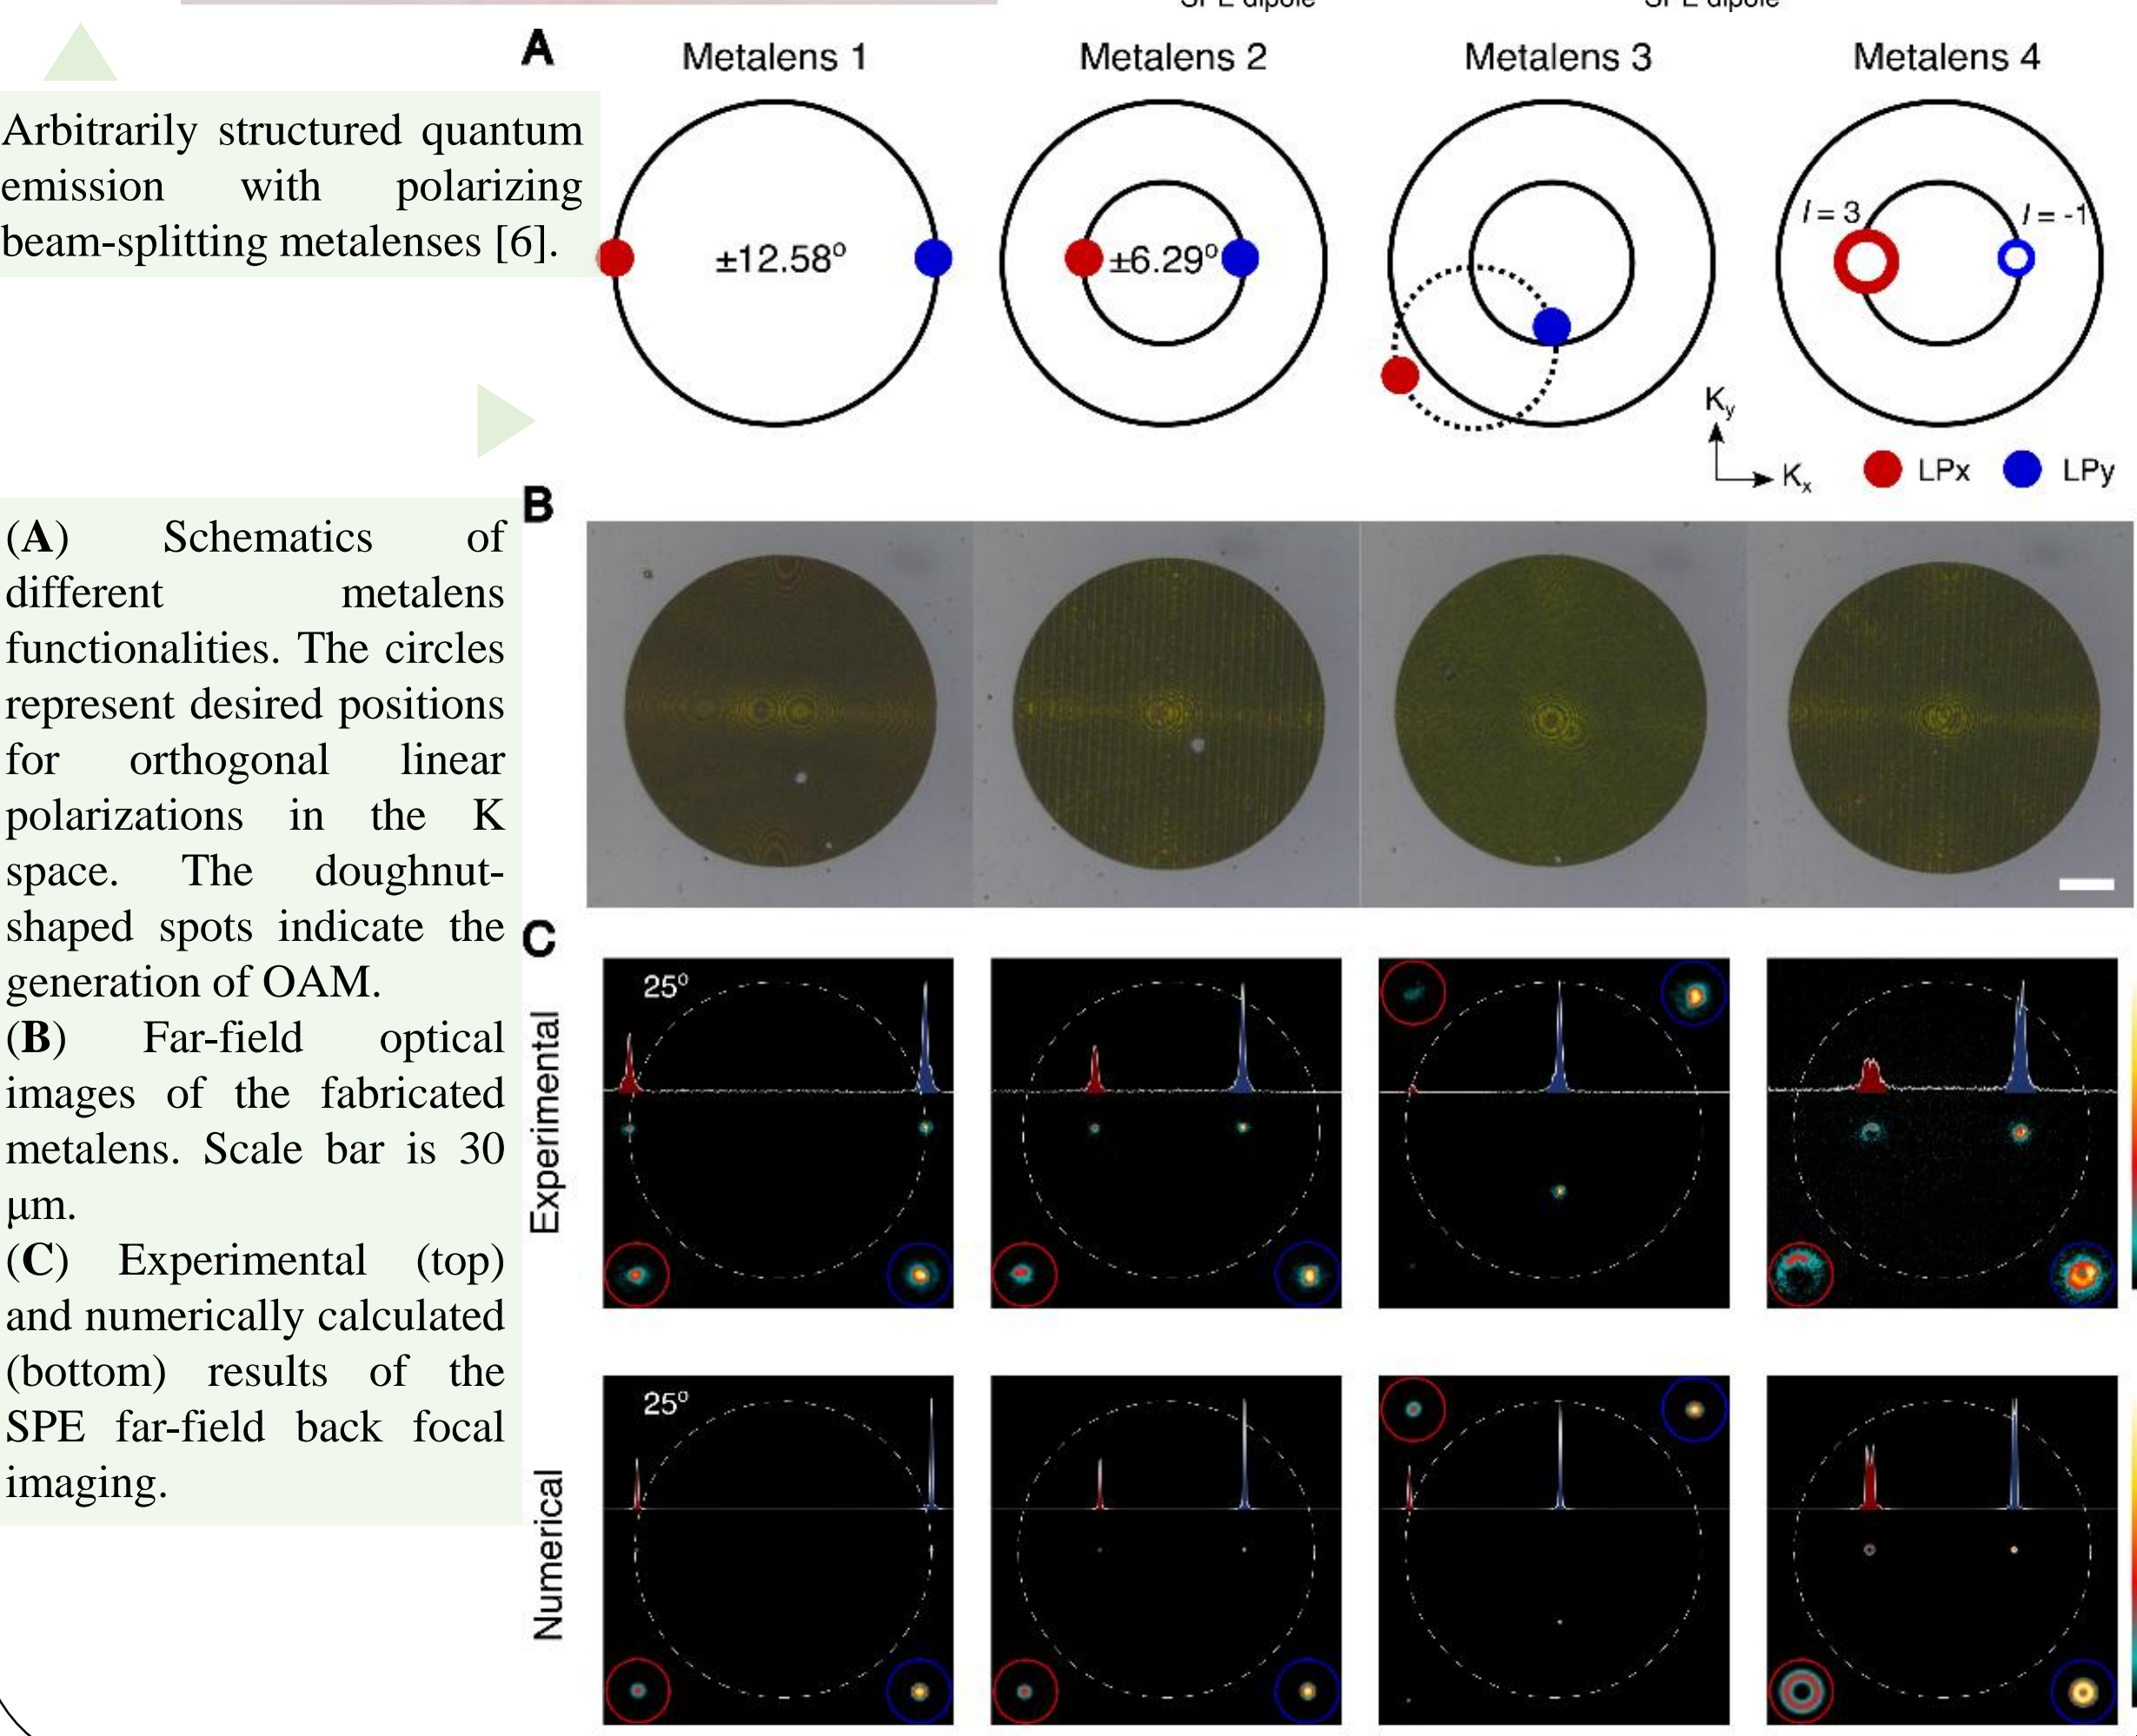 SPE dipole
SPE dipole
Arbitrarily structured quantum
emission with polarizing
beam-splitting metalenses [6].
A
Metalens 1
Metalens 2
Metalens 3
Metalens 4
±12.58º
±6.29º
l = 3
l = -1
Ky
Kx
LPx
LPy
(A) Schematics of
different metalens
functionalities. The circles
represent desired positions
for orthogonal linear
polarizations in the K
space. The doughnut-
shaped spots indicate the
generation of OAM.
(B) Far-field optical
images of the fabricated
metalens. Scale bar is 30
μm.
(C) Experimental (top)
and numerically calculated
(bottom) results of the
SPE far-field back focal
imaging.
B
C
Experimental
25º
Numerical
25º